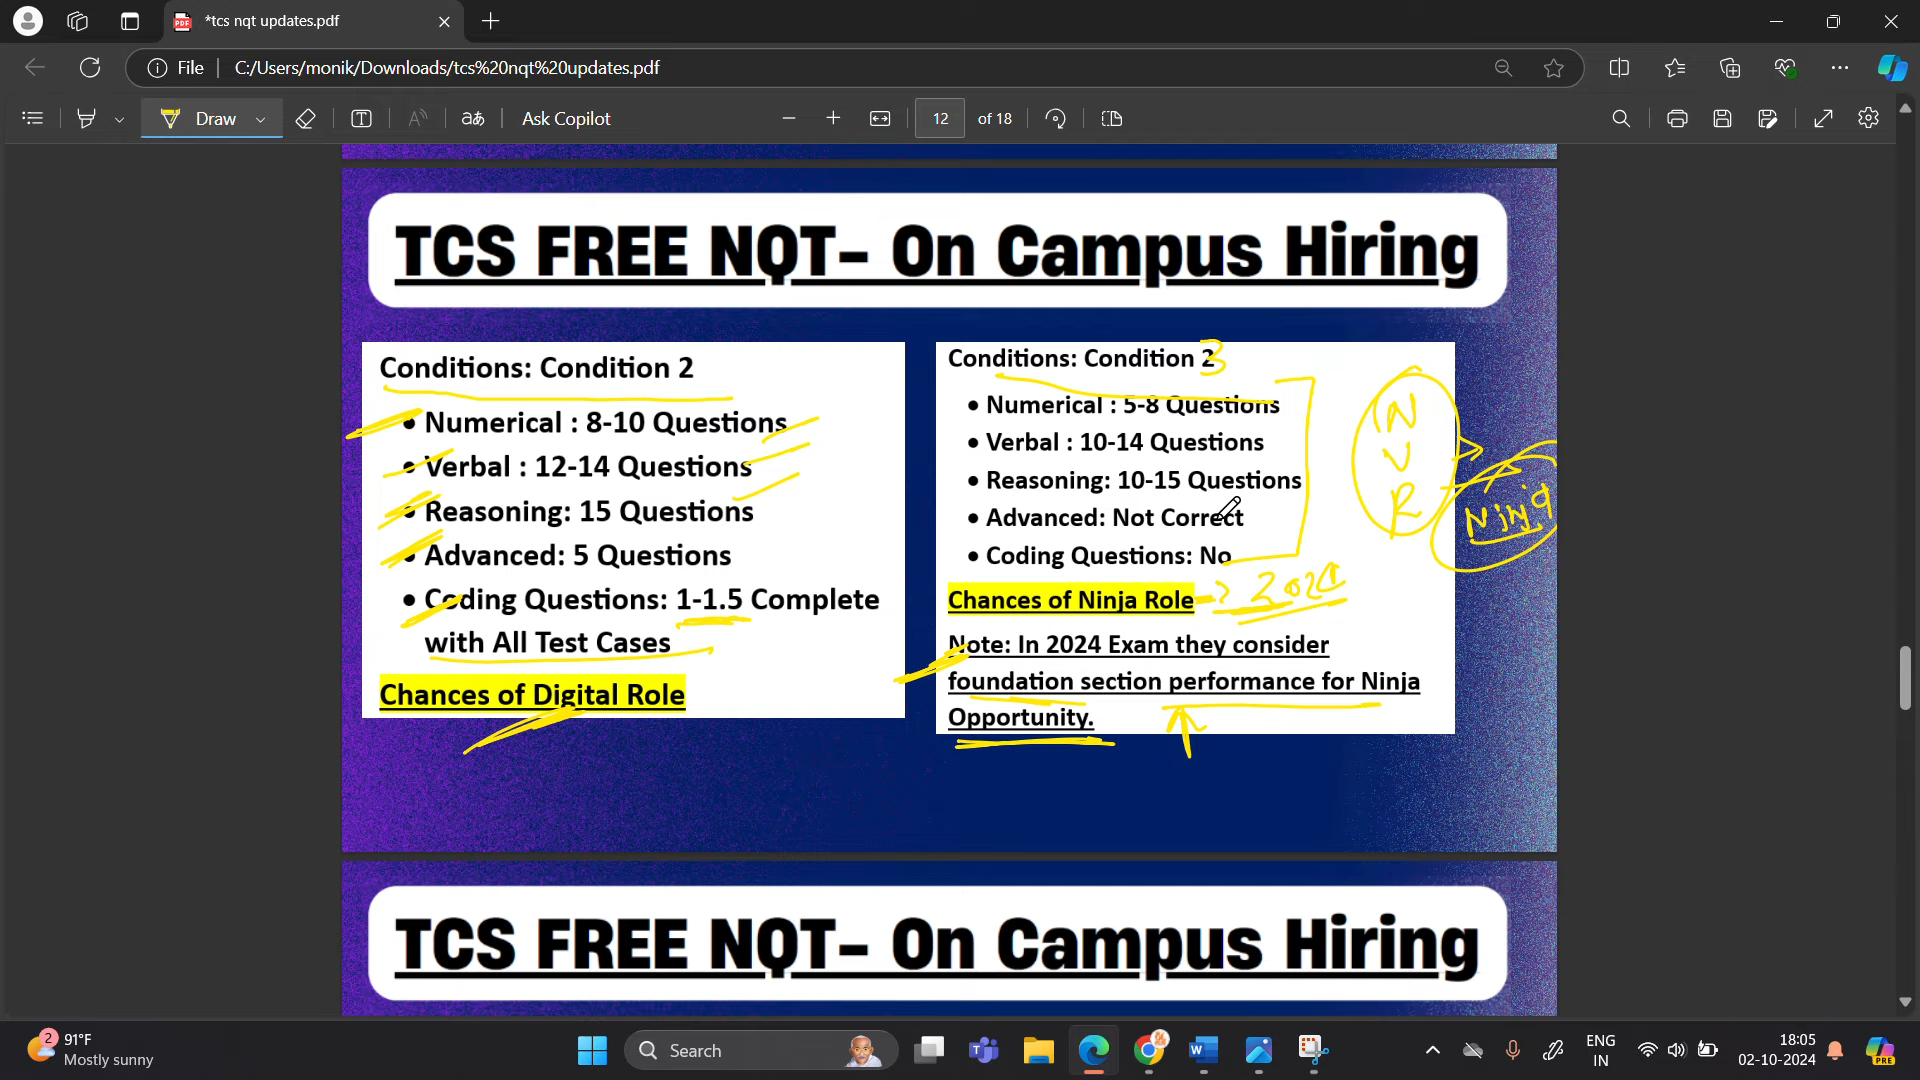 *tcs nqt updates.pdf
File
C:/Users/monik/Downloads/tcs%20nqt%20updates.pdf
Draw
Ask Copilot
12
of 18
TCS FREE NQT- On Campus Hiring
Conditions: Condition 2
• Numerical : 8-10 Questions
• Verbal : 12-14 Questions
• Reasoning: 15 Questions
• Advanced: 5 Questions
• Coding Questions: 1-1.5 Complete
with All Test Cases
Chances of Digital Role
Conditions: Condition 2 3
• Numerical : 5-8 Questions
• Verbal : 10-14 Questions
• Reasoning: 10-15 Questions
• Advanced: Not Correct
• Coding Questions: No
Chances of Ninja Role
2024
Note: In 2024 Exam they consider
foundation section performance for Ninja
Opportunity.
N
V
R
Ninja
TCS FREE NQT- On Campus Hiring
2
91°F
Mostly sunny
Search
ENG
IN
18:05
02-10-2024
PRE